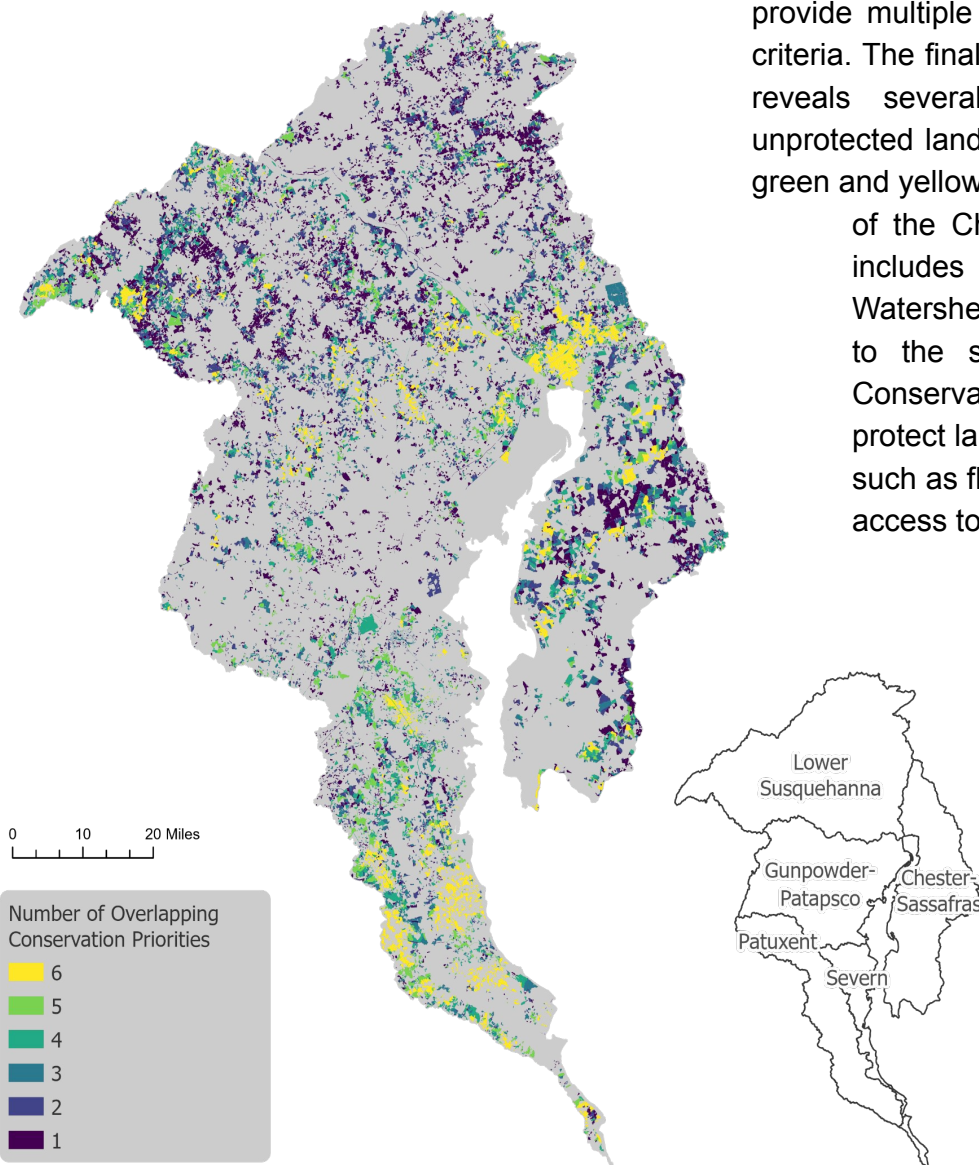 provide multiple
criteria. The final
reveals several
unprotected land
green and yellow
of the Ch
includes
Watershe
to the s
Conserva
protect la
such as fl
access to
Lower
Susquehanna
Gunpowder-
Patapsco
Chester-
Sassafras
Patuxent
Severn
0 10 20 Miles
Number of Overlapping
Conservation Priorities
6
5
4
3
2
1